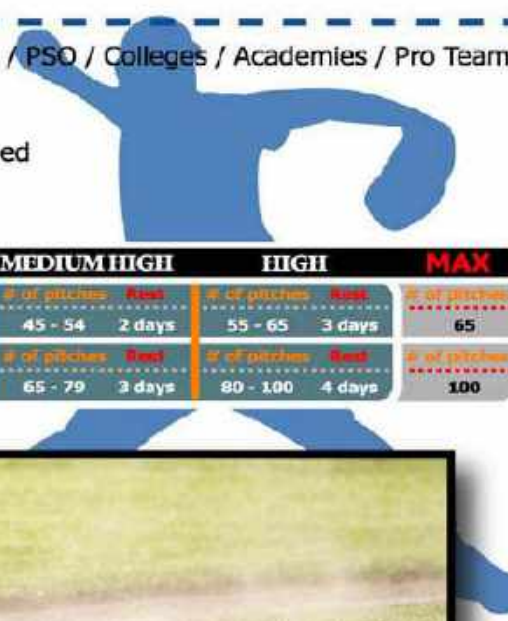 / PSO / Colleges / Academies / Pro Team
ed
MEDIUM HIGH HIGH MAX
# of pitches Rest # of pitches Rest # of pitches
45 - 54 2 days 55 - 65 3 days 65
# of pitches Rest # of pitches Rest # of pitches
65 - 79 3 days 80 - 100 4 days 100